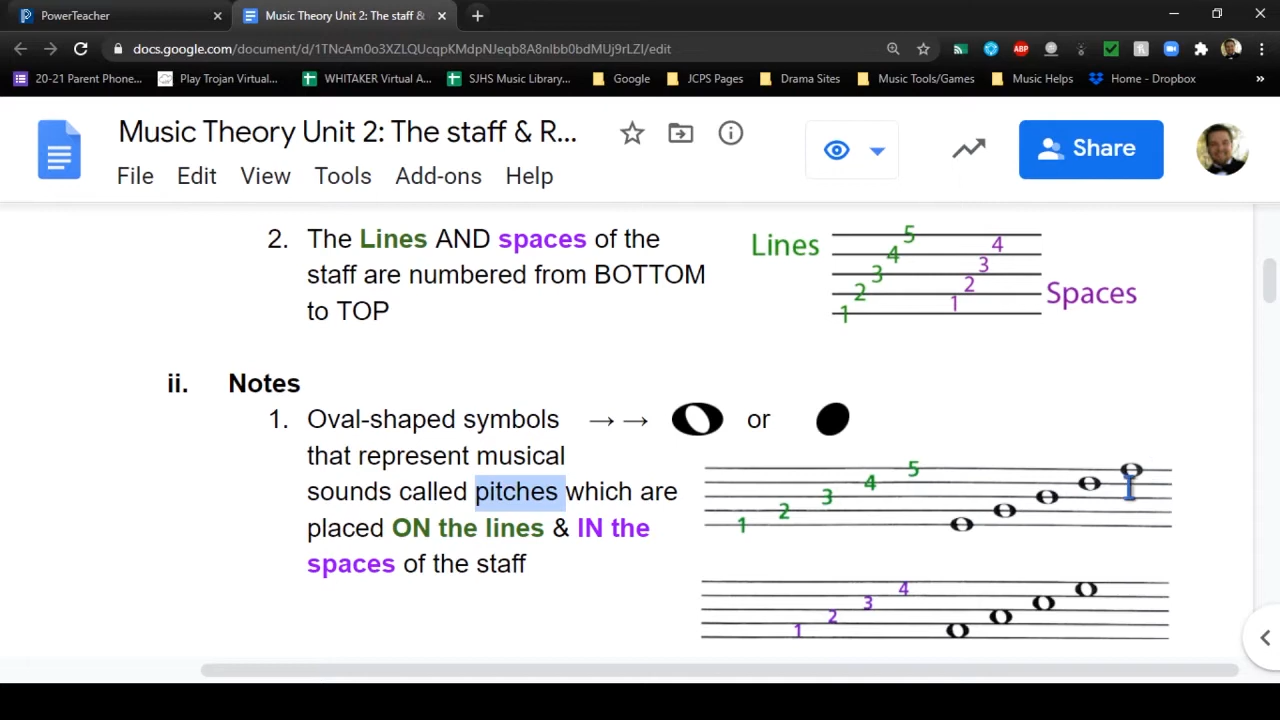 PowerTeacher
Music Theory Unit 2: The staff &
docs.google.com/document/d/1TNcAm0o3XZLQUcpKMdpNJeqb8A8nlbb0bdMUj9rLZI/edit
ABP
20-21 Parent Phone...
Play Trojan Virtual...
WHITAKER Virtual A...
SJHS Music Library...
Google
JCPS Pages
Drama Sites
Music Tools/Games
Music Helps
Home - Dropbox
»
Music Theory Unit 2: The staff & R...
Share
File Edit View Tools Add-ons Help
2. The Lines AND spaces of the
staff are numbered from BOTTOM
to TOP
Lines
1 2 3 4 5
1 2 3 4
Spaces
ii. Notes
1. Oval-shaped symbols →→ or
that represent musical
sounds called pitches which are
placed ON the lines & IN the
spaces of the staff
1 2 3 4 5
1 2 3 4